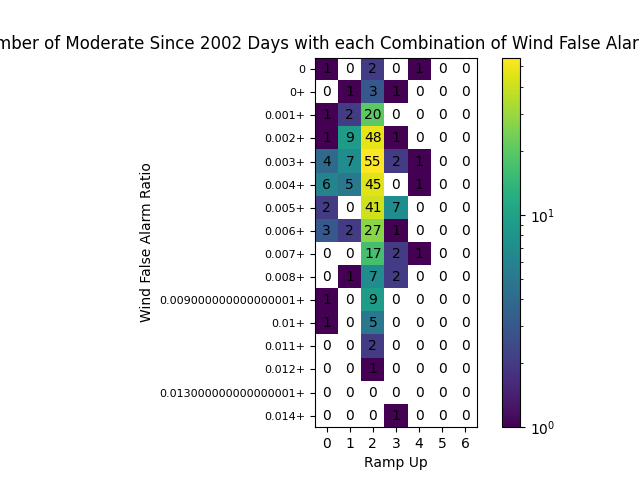 mber of Moderate Since 2002 Days with each Combination of Wind False Alar
0 1 0 2 0 1 0 0
0+ 0 1 3 1 0 0 0
0.001+ 1 2 20 0 0 0 0
0.002+ 1 9 48 1 0 0 0
0.003+ 4 7 55 2 1 0 0
0.004+ 6 5 45 0 1 0 0
0.005+ 2 0 41 7 0 0 0
0.006+ 3 2 27 1 0 0 0
0.007+ 0 0 17 2 1 0 0
0.008+ 0 1 7 2 0 0 0
0.009000000000000001+ 1 0 9 0 0 0 0
0.01+ 1 0 5 0 0 0 0
0.011+ 0 0 2 0 0 0 0
0.012+ 0 0 1 0 0 0 0
0.013000000000000001+ 0 0 0 0 0 0 0
0.014+ 0 0 0 1 0 0 0
0 1 2 3 4 5 6
Ramp Up
Wind False Alarm Ratio
10¹
10⁰